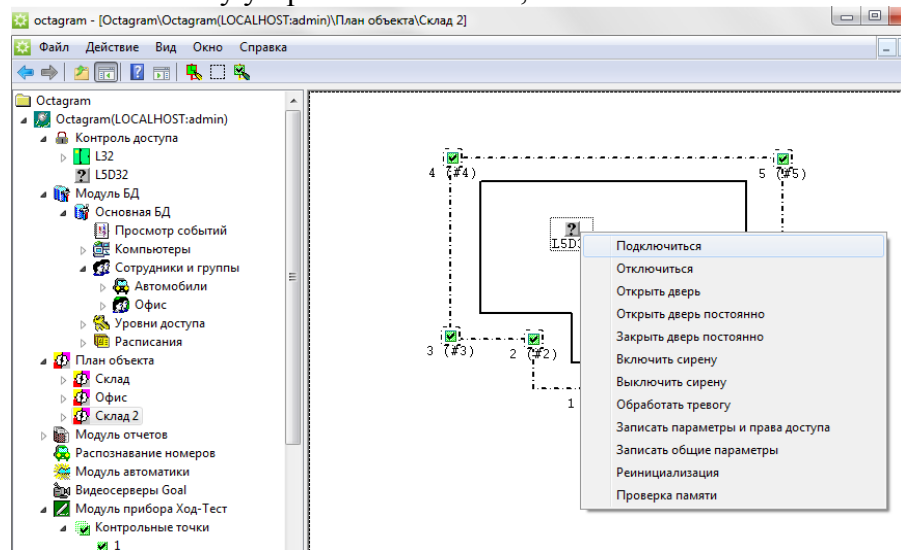 octagram - [Octagram\Octagram(LOCALHOST:admin)\План объекта\Склад 2]
Файл Действие Вид Окно Справка
Octagram
Octagram(LOCALHOST:admin)
Контроль доступа
L32
L5D32
Модуль БД
Основная БД
Просмотр событий
Компьютеры
Сотрудники и группы
Автомобили
Офис
Уровни доступа
Расписания
План объекта
Склад
Офис
Склад 2
Модуль отчетов
Распознавание номеров
Модуль автоматики
Видеосерверы Goal
Модуль прибора Ход-Тест
Контрольные точки
1
4 (#4)
5 (#5)
3 (#3)
2 (#2)
1
Подключиться
Отключиться
Открыть дверь
Открыть дверь постоянно
Закрыть дверь постоянно
Включить сирену
Выключить сирену
Обработать тревогу
Записать параметры и права доступа
Записать общие параметры
Реинициализация
Проверка памяти